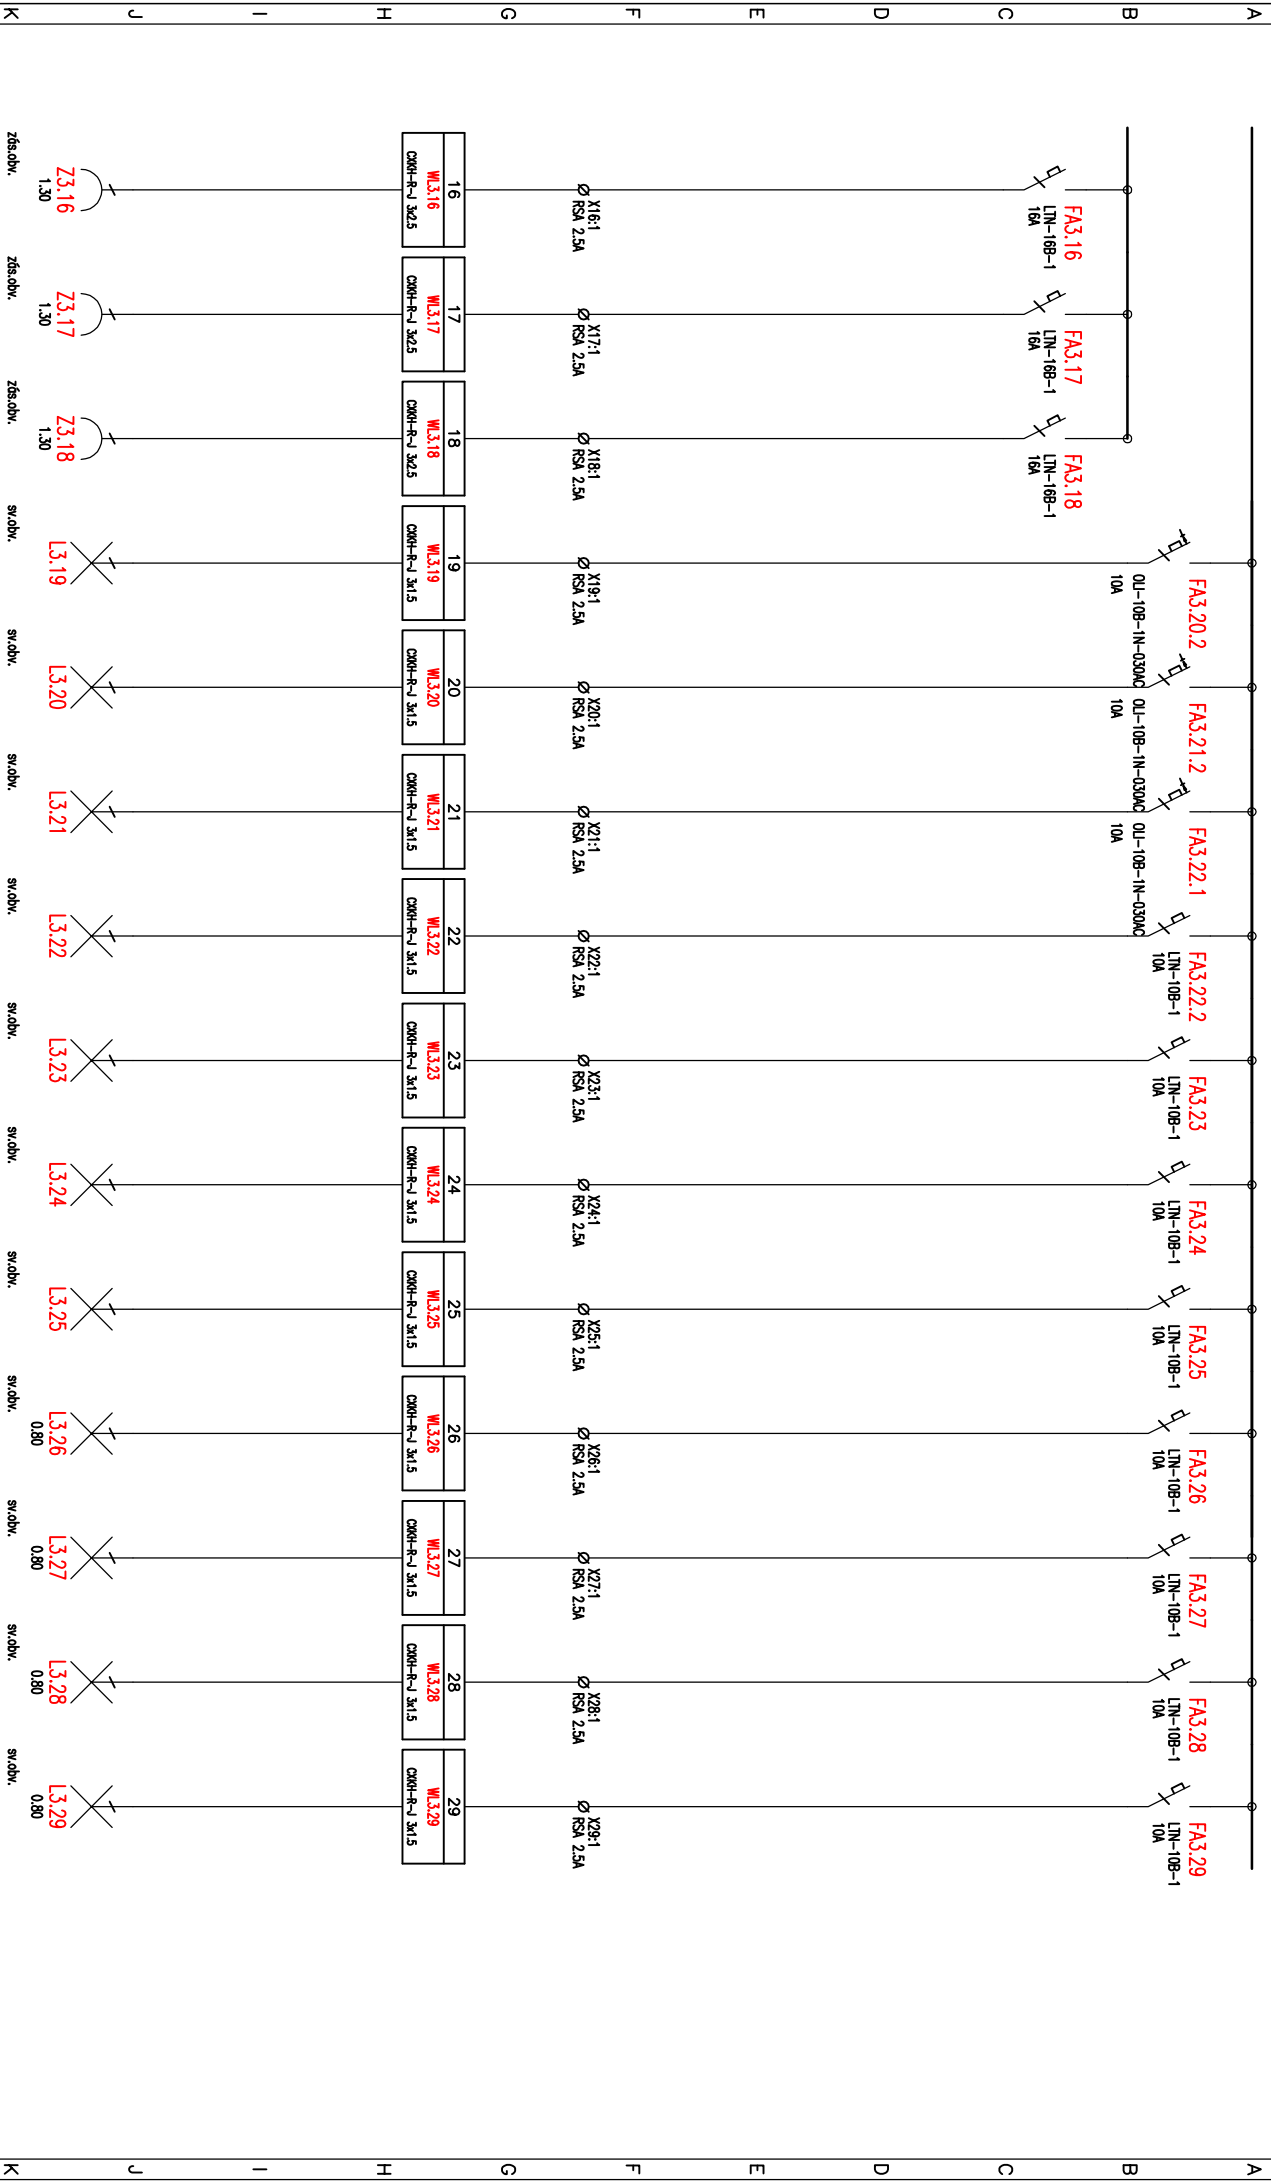 A
B
C
D
E
F
G
H
I
J
K
FA3.16
LTN-16B-1
16A
X16:1
RSA 2.5A
16
WL3.16
CXKH-R-J 3x2.5
Z3.16
1.30
zás.obv.
FA3.17
LTN-16B-1
16A
X17:1
RSA 2.5A
17
WL3.17
CXKH-R-J 3x2.5
Z3.17
1.30
zás.obv.
FA3.18
LTN-16B-1
16A
X18:1
RSA 2.5A
18
WL3.18
CXKH-R-J 3x2.5
Z3.18
1.30
zás.obv.
FA3.20.2
OLI-10B-1N-030AC
10A
X19:1
RSA 2.5A
19
WL3.19
CXKH-R-J 3x1.5
L3.19
sv.obv.
FA3.21.2
OLI-10B-1N-030AC
10A
X20:1
RSA 2.5A
20
WL3.20
CXKH-R-J 3x1.5
L3.20
sv.obv.
FA3.22.1
OLI-10B-1N-030AC
10A
X21:1
RSA 2.5A
21
WL3.21
CXKH-R-J 3x1.5
L3.21
sv.obv.
FA3.22.2
LTN-10B-1
10A
X22:1
RSA 2.5A
22
WL3.22
CXKH-R-J 3x1.5
L3.22
sv.obv.
FA3.23
LTN-10B-1
10A
X23:1
RSA 2.5A
23
WL3.23
CXKH-R-J 3x1.5
L3.23
sv.obv.
FA3.24
LTN-10B-1
10A
X24:1
RSA 2.5A
24
WL3.24
CXKH-R-J 3x1.5
L3.24
sv.obv.
FA3.25
LTN-10B-1
10A
X25:1
RSA 2.5A
25
WL3.25
CXKH-R-J 3x1.5
L3.25
sv.obv.
FA3.26
LTN-10B-1
10A
X26:1
RSA 2.5A
26
WL3.26
CXKH-R-J 3x1.5
L3.26
0.80
sv.obv.
FA3.27
LTN-10B-1
10A
X27:1
RSA 2.5A
27
WL3.27
CXKH-R-J 3x1.5
L3.27
0.80
sv.obv.
FA3.28
LTN-10B-1
10A
X28:1
RSA 2.5A
28
WL3.28
CXKH-R-J 3x1.5
L3.28
0.80
sv.obv.
FA3.29
LTN-10B-1
10A
X29:1
RSA 2.5A
29
WL3.29
CXKH-R-J 3x1.5
L3.29
0.80
sv.obv.
A
B
C
D
E
F
G
H
I
J
K